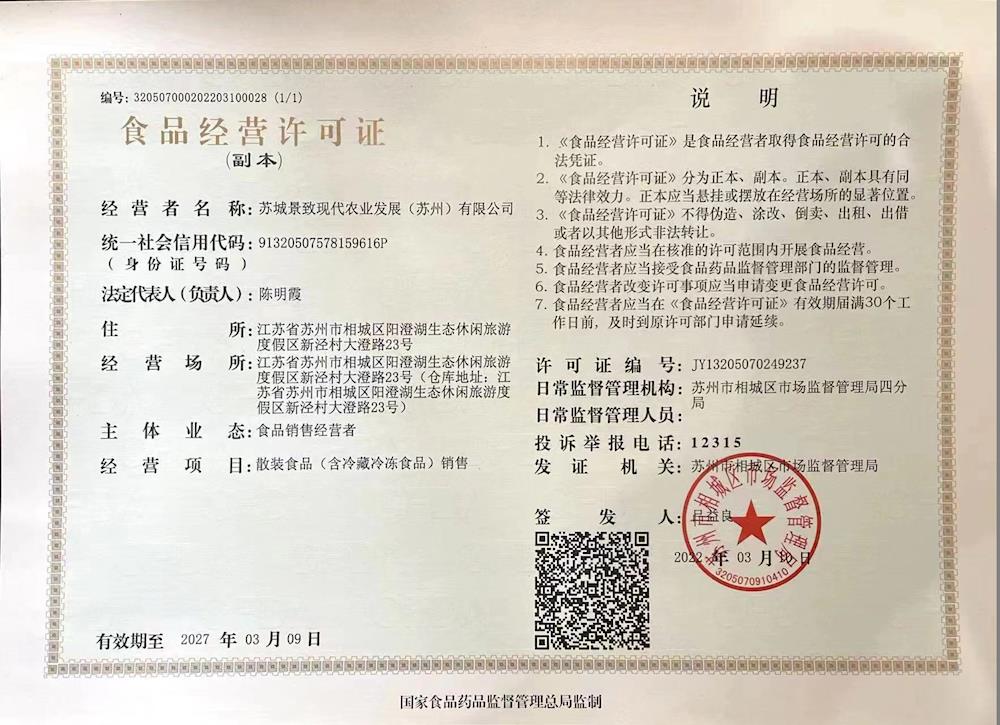 编号: 320507000202203100028 (1/1)
食品经营许可证
(副本)
经营者名称: 苏城景致现代农业发展（苏州）有限公司
统一社会信用代码: 91320507578159616P
(身份证号码)
法定代表人(负责人): 陈明霞
住所: 江苏省苏州市相城区阳澄湖生态休闲旅游
度假区新泾村大澄路23号
经营场所: 江苏省苏州市相城区阳澄湖生态休闲旅游
度假区新泾村大澄路23号（仓库地址：江
苏省苏州市相城区阳澄湖生态休闲旅游度
假区新泾村大澄路23号）
主体业态: 食品销售经营者
经营项目: 散装食品（含冷藏冷冻食品）销售
有效期至 2027 年 03 月 09 日
说明
1. 《食品经营许可证》是食品经营者取得食品经营许可的合
法凭证。
2. 《食品经营许可证》分为正本、副本。正本、副本具有同
等法律效力。正本应当悬挂或摆放在经营场所的显著位置。
3. 《食品经营许可证》不得伪造、涂改、倒卖、出租、出借
或者以其他形式非法转让。
4. 食品经营者应当在核准的许可范围内开展食品经营。
5. 食品经营者应当接受食品药品监督管理部门的监督管理。
6. 食品经营者改变许可事项应当申请变更食品经营许可。
7. 食品经营者应当在《食品经营许可证》有效期届满30个工
作日前，及时到原许可部门申请延续。
许可证编号: JY13205070249237
日常监督管理机构: 苏州市相城区市场监督管理局四分
局
日常监督管理人员:
投诉举报电话: 12315
发证机关: 苏州市相城区市场监督管理局
签发人: 吕益良
2022 年 03 月 10 日
苏州市相城区市场监督管理局
3205070910410
国家食品药品监督管理总局监制